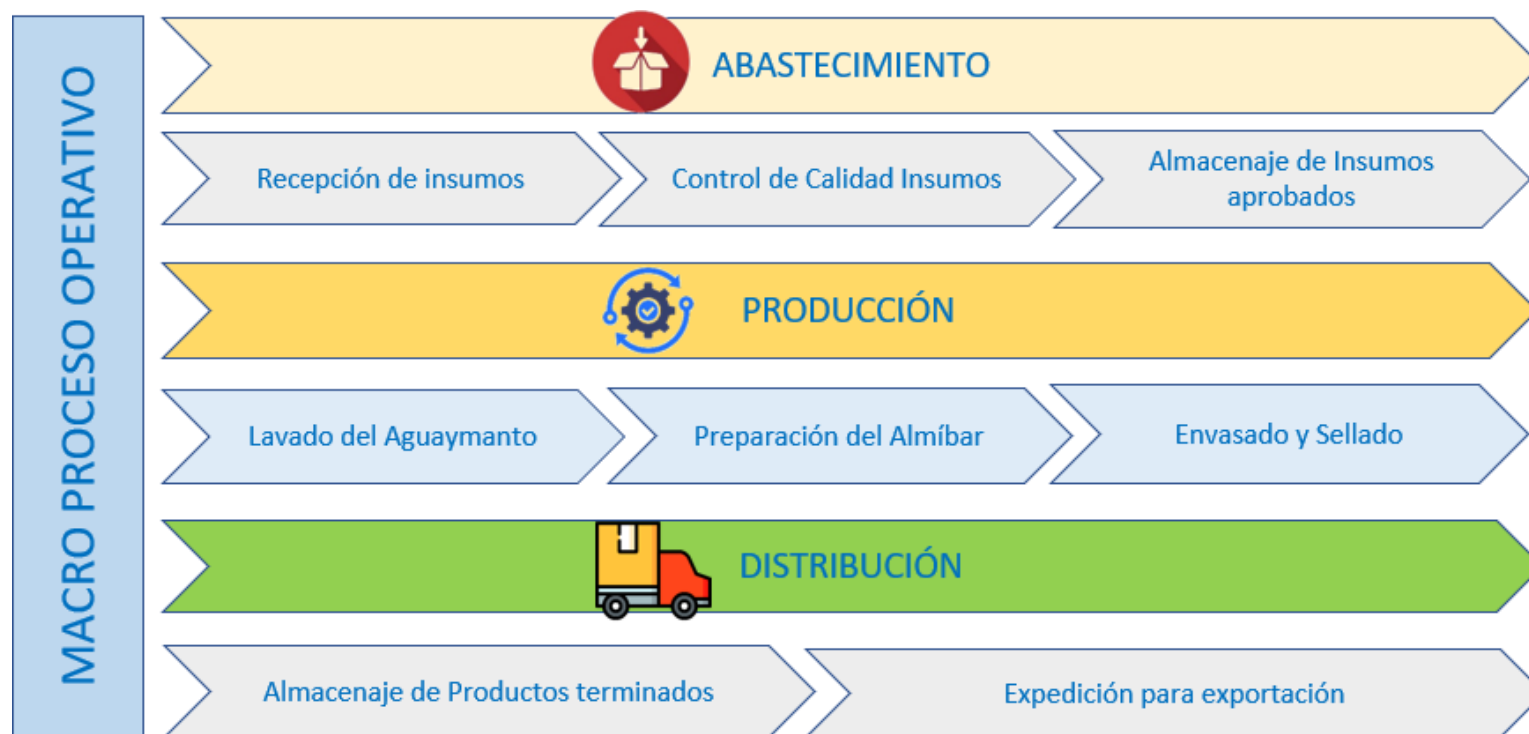 MACRO PROCESO OPERATIVO
ABASTECIMIENTO
Recepción de insumos
Control de Calidad Insumos
Almacenaje de Insumos
aprobados
PRODUCCIÓN
Lavado del Aguaymanto
Preparación del Almíbar
Envasado y Sellado
DISTRIBUCIÓN
Almacenaje de Productos terminados
Expedición para exportación